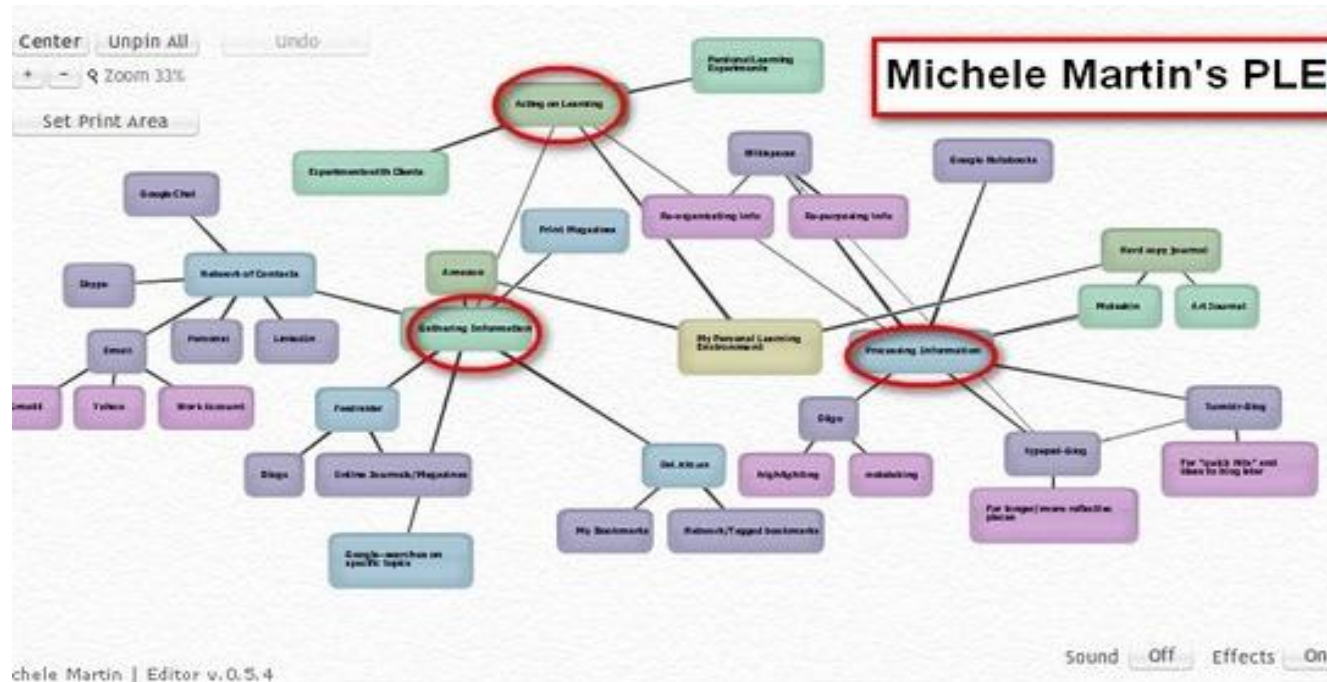 Center Unpin All Undo
+ - Zoom 33%
Set Print Area
Michele Martin's PLE
Personal Learning
Experiments
Acting on Learning
Experiments with Clients
Wikispaces
Google Notebooks
Google Chat
Re-organizing info
Re-purposing info
Print Magazines
Hard copy journal
Network of Contacts
Amazon
Skype
Moleskin
Art Journal
Gathering Information
My Personal Learning
Environment
Processing Information
Email
Personal
LinkedIn
Yahoo
Work Account
Feedreader
Diigo
Tumblr-Blog
Blogs
Online Journals/Magazines
Del.icio.us
highlighting
notetaking
typepad-Blog
For "quick hits" and
ideas to blog later
My Bookmarks
Network/Tagged bookmarks
For longer/more reflective
pieces
Google-searches on
specific topics
Sound Off Effects On
chele Martin | Editor v.0.5.4